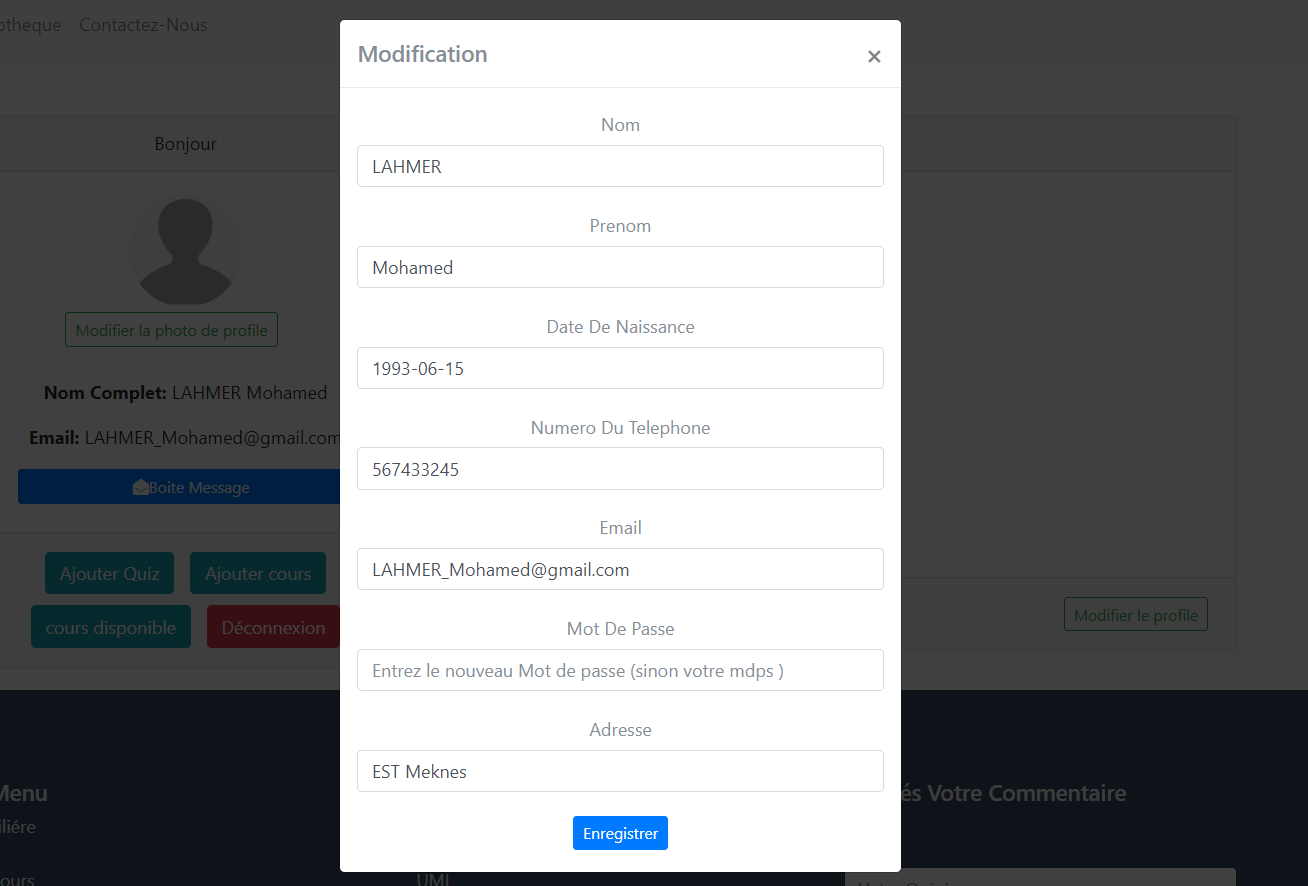 Contactez-Nous
Bonjour
Modifier la photo de profile
Nom Complet: LAHMER Mohamed
Email: LAHMER_Mohamed@gmail.com
Boite Message
Ajouter Quiz
Ajouter cours
cours disponible
Déconnexion
Modification
×
Nom
LAHMER
Prenom
Mohamed
Date De Naissance
1993-06-15
Numero Du Telephone
567433245
Email
LAHMER_Mohamed@gmail.com
Mot De Passe
Entrez le nouveau Mot de passe (sinon votre mdps )
Adresse
EST Meknes
Enregistrer
Modifier le profile
Menu
Votre Commentaire
UMI